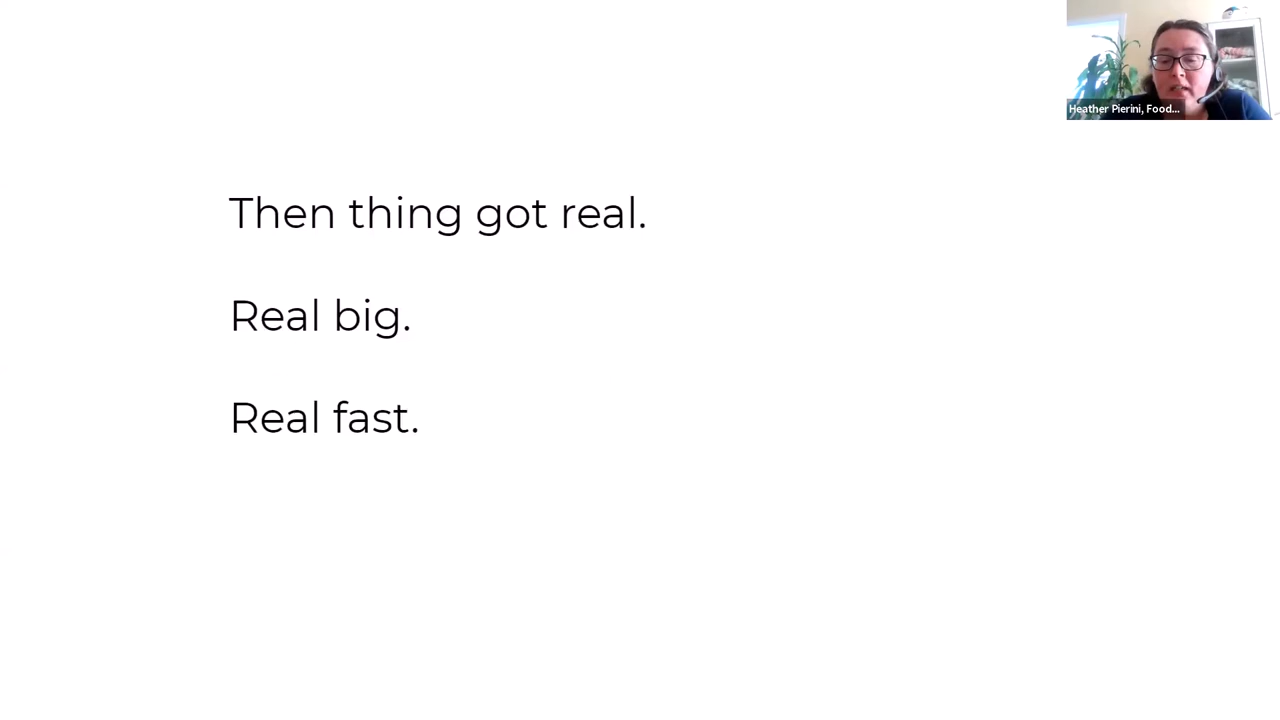 Heather Pierini, Food...
Then thing got real.
Real big.
Real fast.